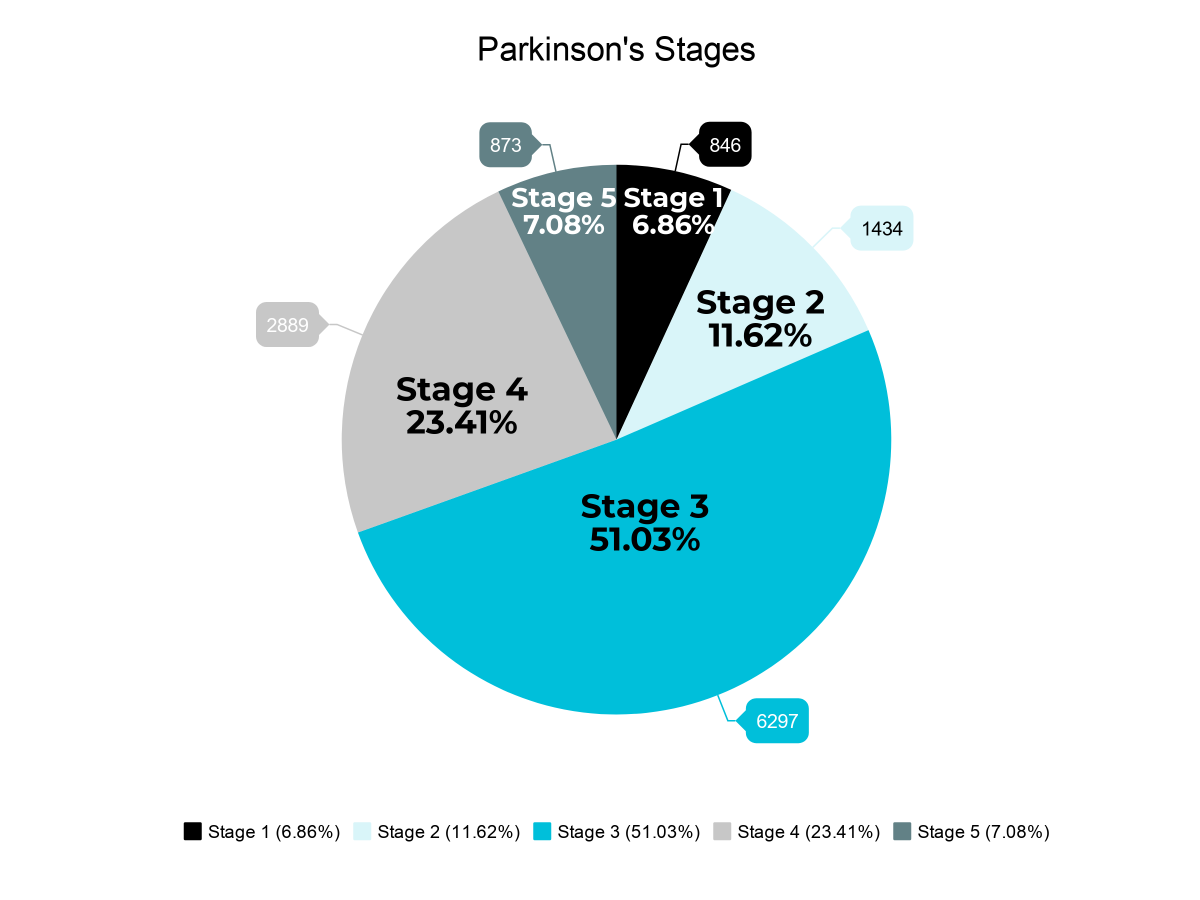 Parkinson's Stages
873
846
Stage 5
7.08%
Stage 1
6.86%
1434
Stage 2
11.62%
2889
Stage 4
23.41%
Stage 3
51.03%
6297
Stage 1 (6.86%)
Stage 2 (11.62%)
Stage 3 (51.03%)
Stage 4 (23.41%)
Stage 5 (7.08%)